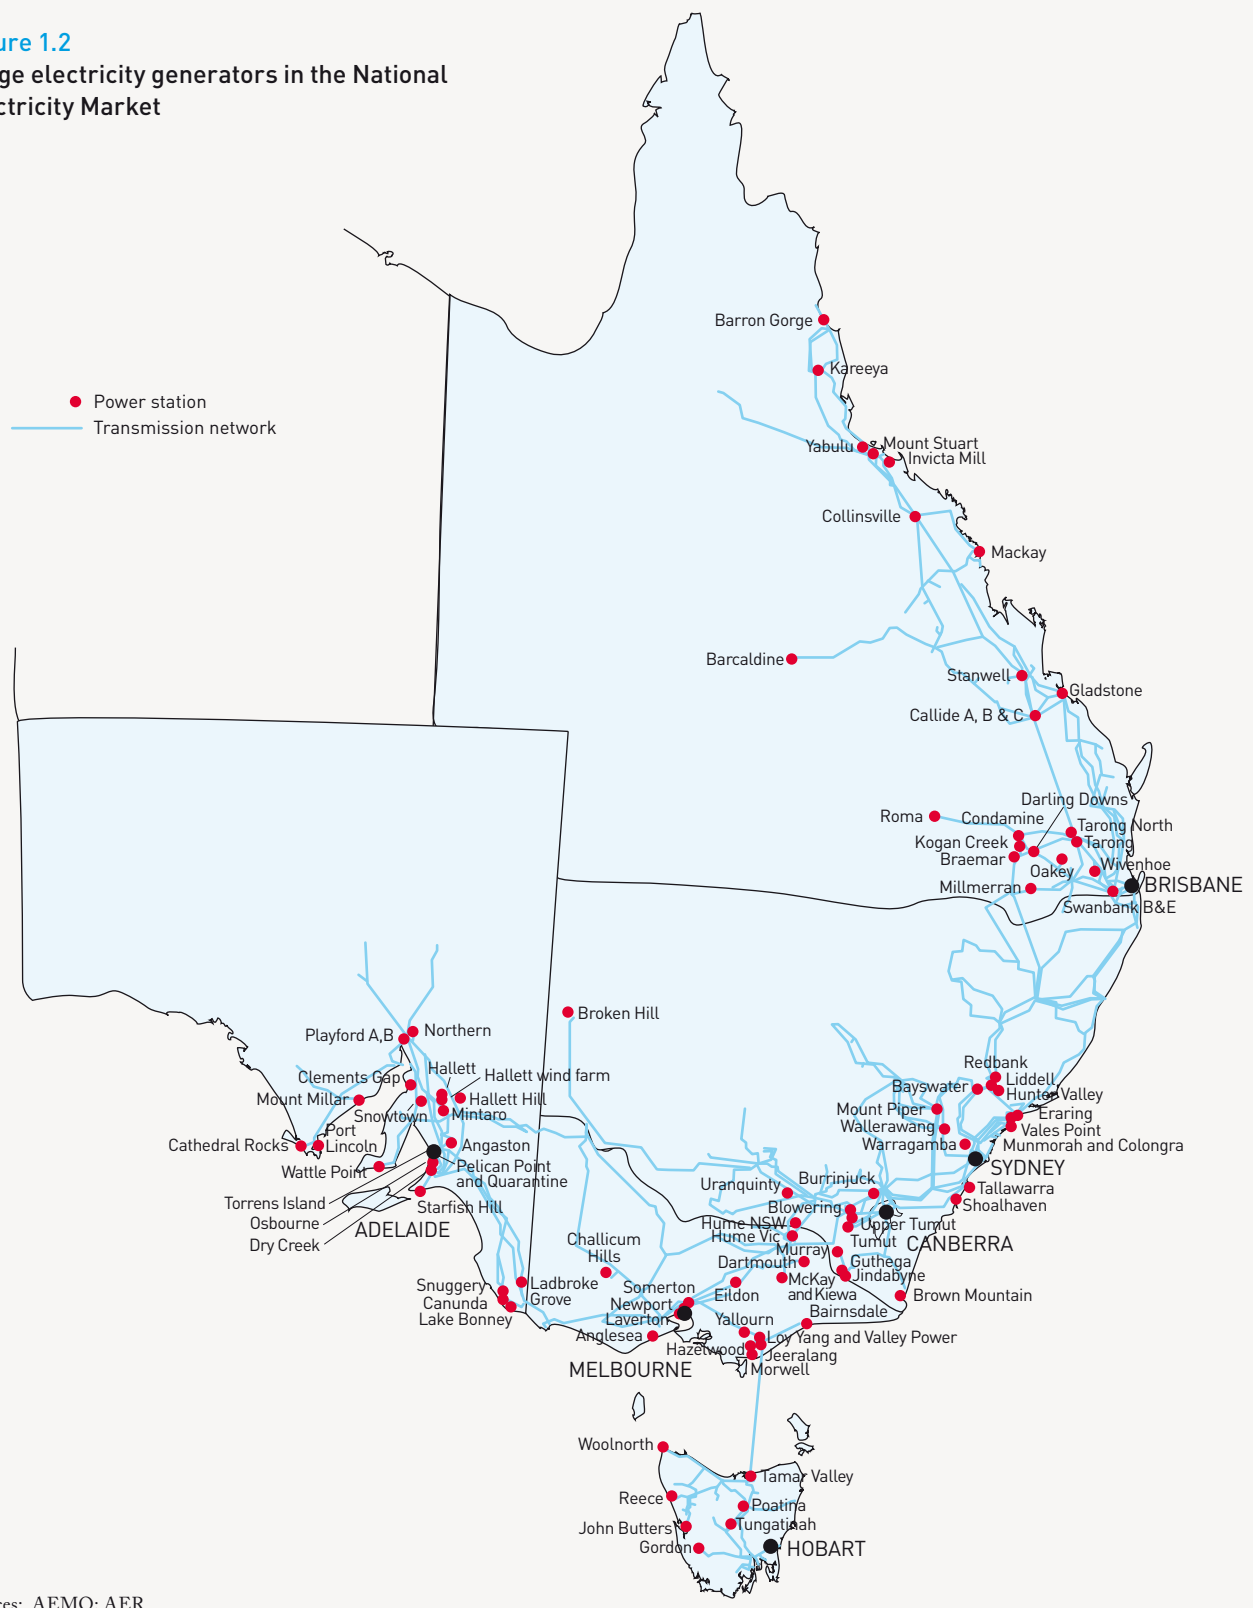 ure 1.2
ge electricity generators in the National
ctricity Market
Power station
Transmission network
Barron Gorge
Kareeya
Yabulu
Mount Stuart
Invicta Mill
Collinsville
Mackay
Barcaldine
Stanwell
Gladstone
Callide A, B & C
Darling Downs
Roma
Condamine
Tarong North
Kogan Creek
Tarong
Braemar
Oakey
Wivenhoe
Millmerran
BRISBANE
Swanbank B&E
Broken Hill
Playford A,B
Northern
Hallett
Clements Gap
Hallett wind farm
Mount Millar
Hallett Hill
Snowtown
Mintaro
Port
Lincoln
Cathedral Rocks
Angaston
Wattle Point
Pelican Point
and Quarantine
Torrens Island
Starfish Hill
Osbourne
ADELAIDE
Dry Creek
Redbank
Bayswater
Liddell
Hunter Valley
Mount Piper
Eraring
Wallerawang
Vales Point
Warragamba
Munmorah and Colongra
SYDNEY
Tallawarra
Shoalhaven
Uranquinty
Burrinjuck
Blowering
Hume NSW
Upper Tumut
Hume Vic
Tumut
CANBERRA
Murray
Challicum
Hills
Dartmouth
Guthega
Jindabyne
McKay
and Kiewa
Snuggery
Ladbroke
Grove
Somerton
Eildon
Brown Mountain
Canunda
Newport
Bairnsdale
Lake Bonney
Laverton
Yallourn
Anglesea
Loy Yang and Valley Power
Hazelwood
Jeeralang
MELBOURNE
Morwell
Woolnorth
Tamar Valley
Reece
Poatina
John Butters
Tungatinah
Gordon
HOBART
res: AEMO; AER